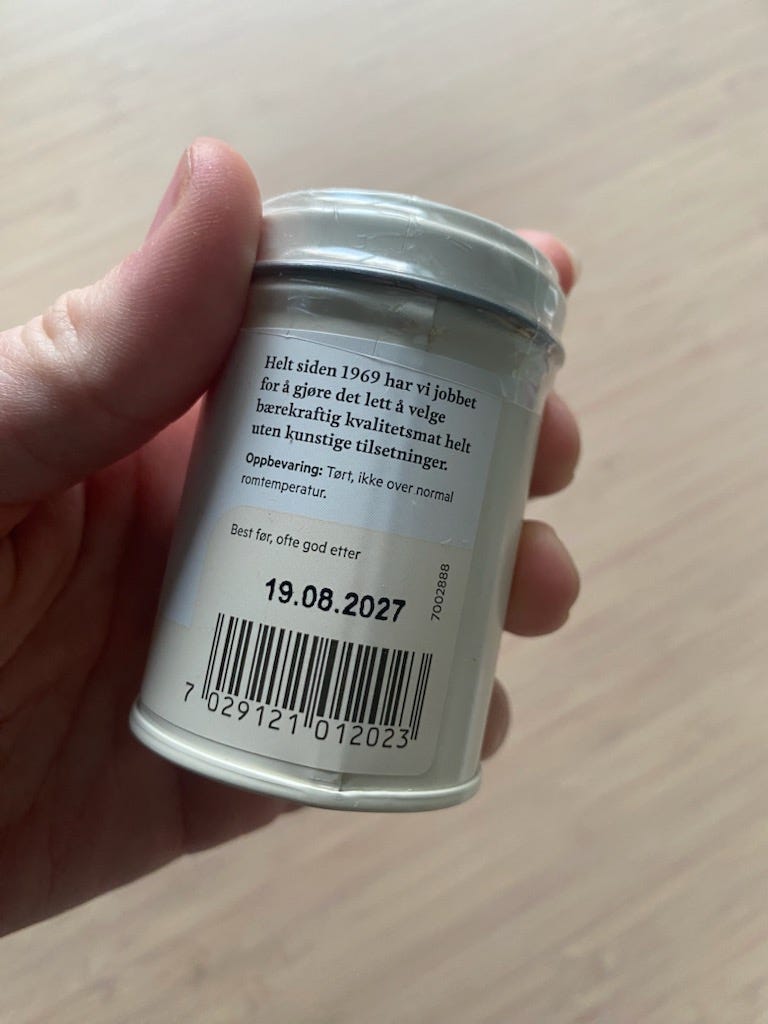 Helt siden 1969 har vi jobbet
for å gjøre det lett å velge
bærekraftig kvalitetsmat helt
uten kunstige tilsetninger.
Oppbevaring: Tørt, ikke over normal
romtemperatur.
Best før, ofte god etter
19.08.2027
7002888
7 029121 012023